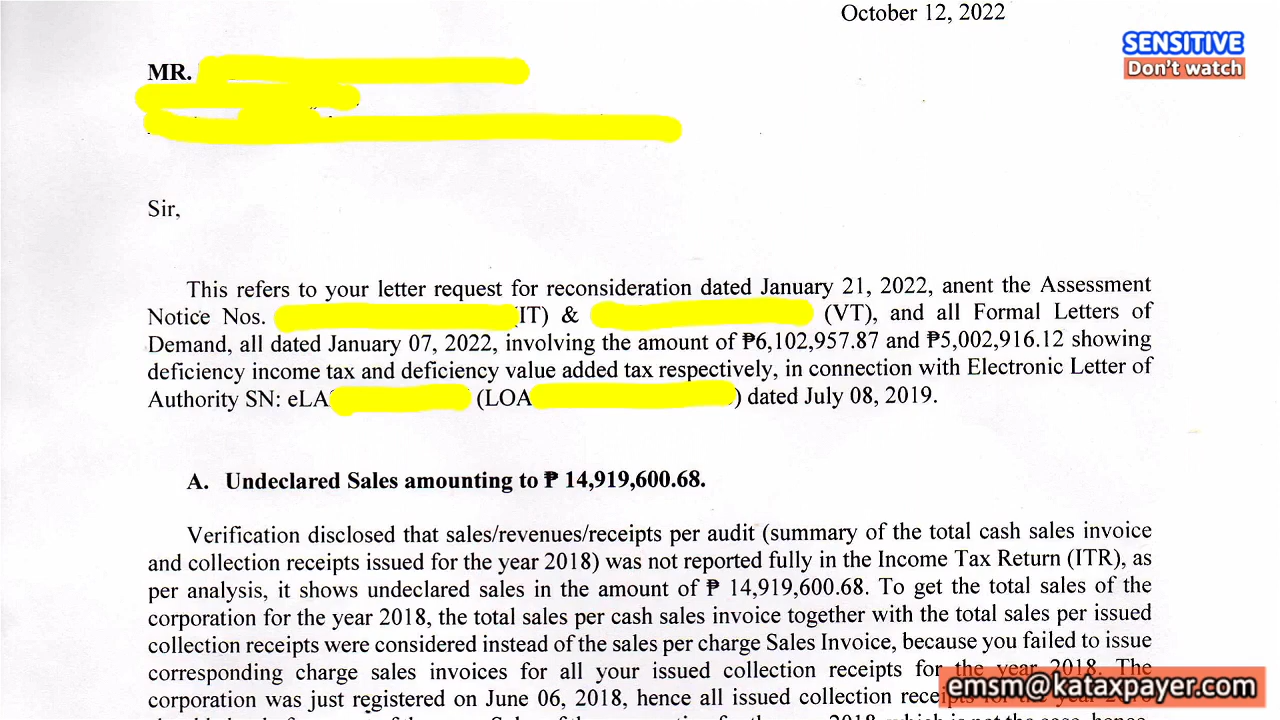 October 12, 2022
SENSITIVE
Don't watch
MR.
Sir,
This refers to your letter request for reconsideration dated January 21, 2022, anent the Assessment
Notice Nos. (IT) & (VT), and all Formal Letters of
Demand, all dated January 07, 2022, involving the amount of ₱6,102,957.87 and ₱5,002,916.12 showing
deficiency income tax and deficiency value added tax respectively, in connection with Electronic Letter of
Authority SN: eLA (LOA ) dated July 08, 2019.
A. Undeclared Sales amounting to ₱ 14,919,600.68.
Verification disclosed that sales/revenues/receipts per audit (summary of the total cash sales invoice
and collection receipts issued for the year 2018) was not reported fully in the Income Tax Return (ITR), as
per analysis, it shows undeclared sales in the amount of ₱ 14,919,600.68. To get the total sales of the
corporation for the year 2018, the total sales per cash sales invoice together with the total sales per issued
collection receipts were considered instead of the sales per charge Sales Invoice, because you failed to issue
corresponding charge sales invoices for all your issued collection receipts for the year 2018. The
corporation was just registered on June 06, 2018, hence all issued collection
emsm@kataxpayer.com